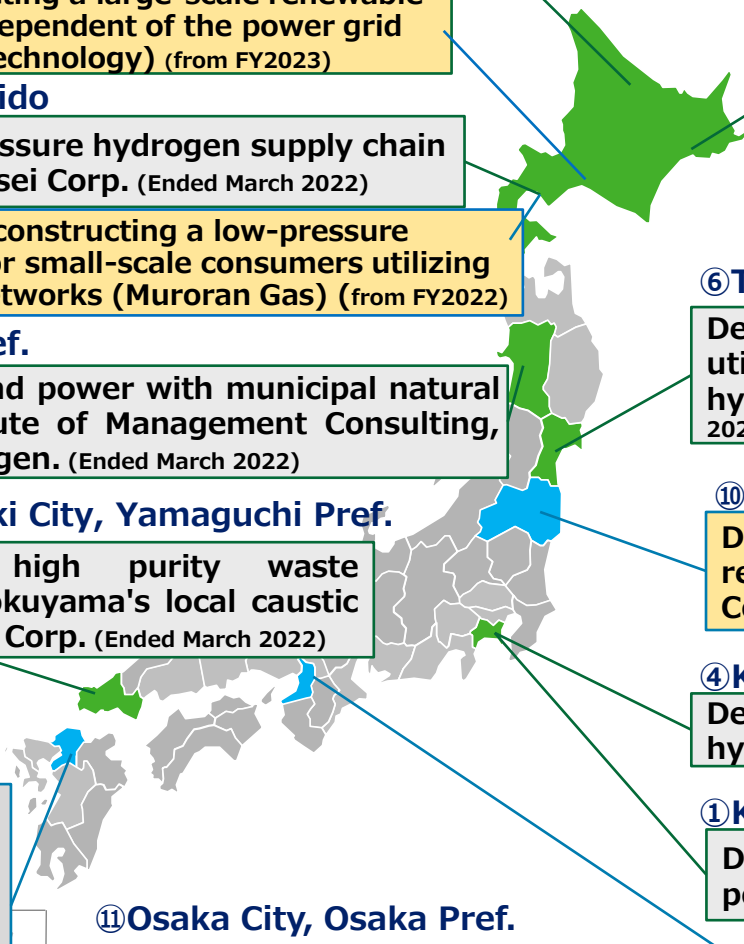 ting a large-scale renewable
ependent of the power grid
echnology) (from FY2023)
ido
ssure hydrogen supply chain
sei Corp. (Ended March 2022)
constructing a low-pressure
or small-scale consumers utilizing
etworks (Muroran Gas) (from FY2022)
ef.
nd power with municipal natural
ute of Management Consulting,
gen. (Ended March 2022)
ki City, Yamaguchi Pref.
high purity waste
okuyama's local caustic
Corp. (Ended March 2022)
⑥T
De
uti
hy
202
⑩
D
re
Co
④K
De
hy
①K
D
po
⑪Osaka City, Osaka Pref.